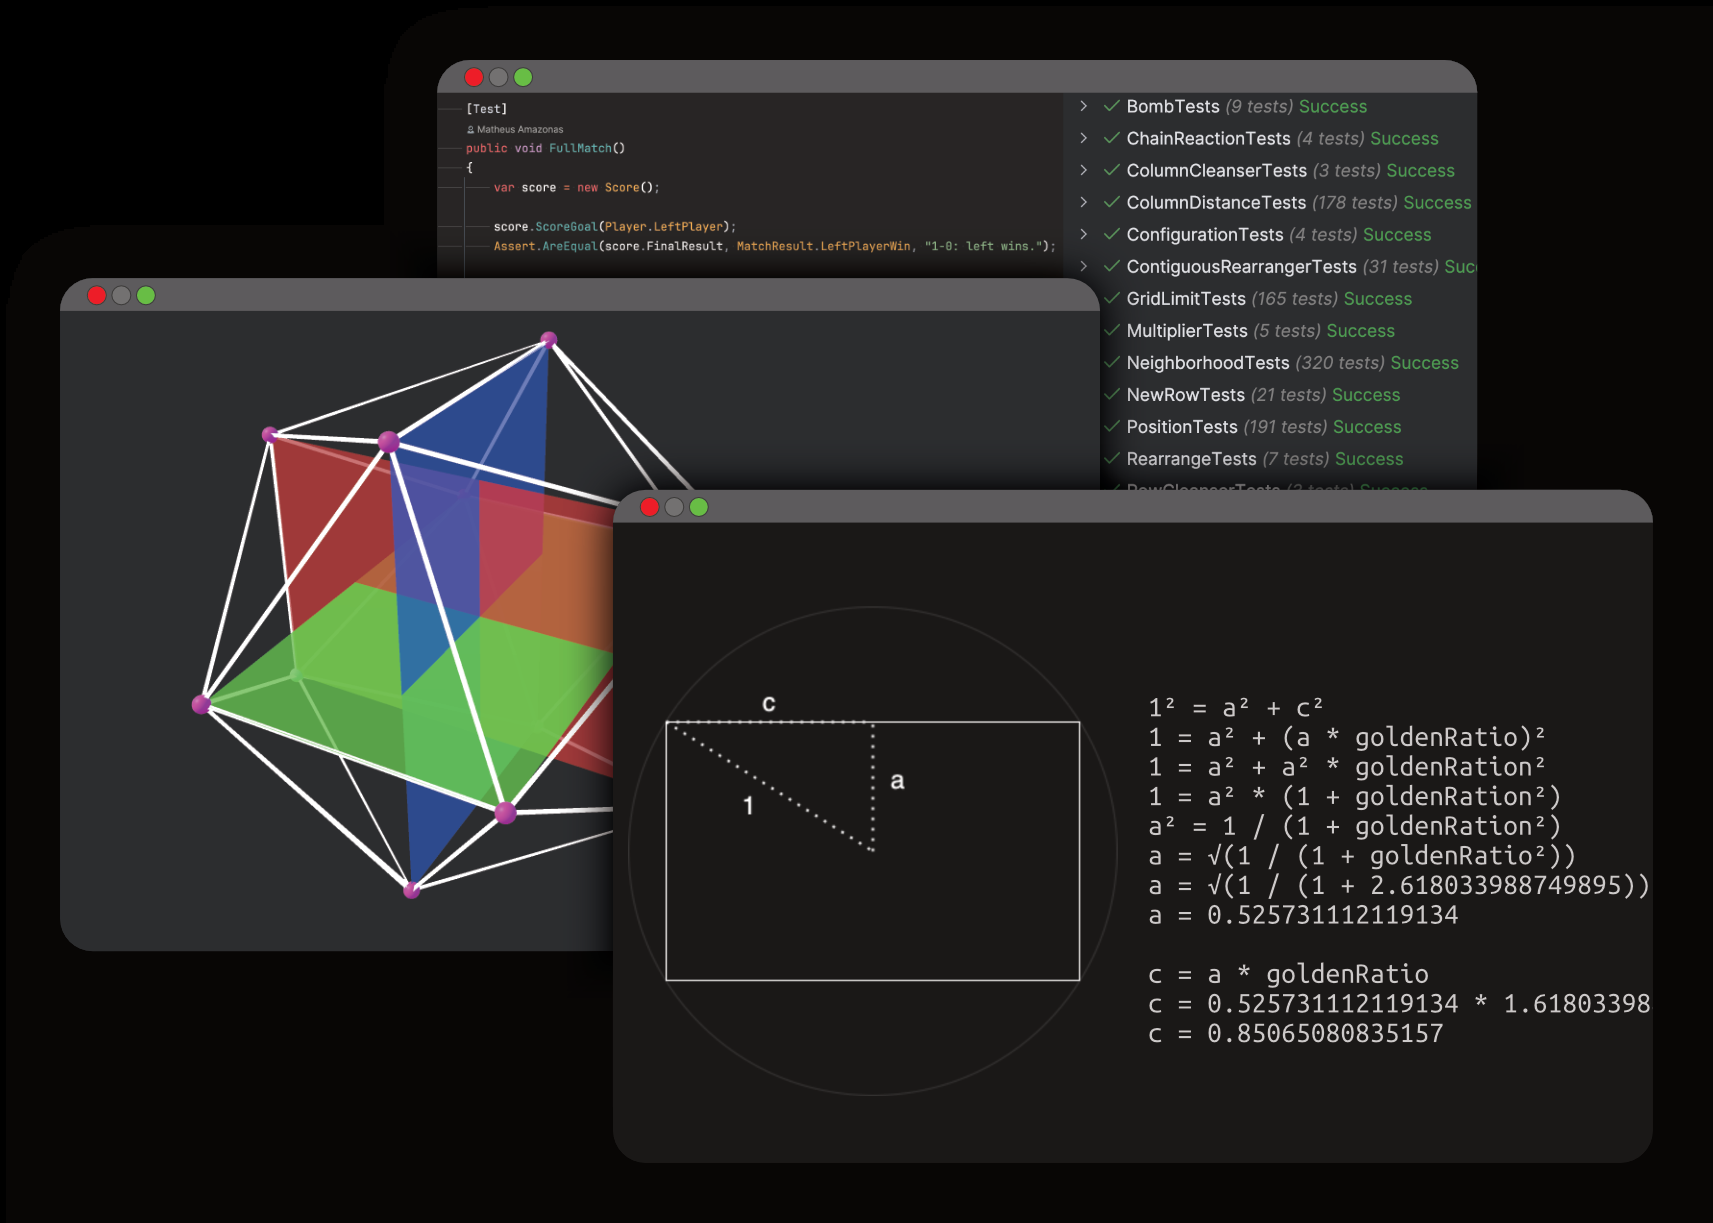 [Test]
Matheus Amazonas
public void FullMatch()
{
var score = new Score();
score.ScoreGoal(Player.LeftPlayer);
Assert.AreEqual(score.FinalResult, MatchResult.LeftPlayerWin, "1-0: left wins.");
BombTests (9 tests) Success
ChainReactionTests (4 tests) Success
ColumnCleanserTests (3 tests) Success
ColumnDistanceTests (178 tests) Success
ConfigurationTests (4 tests) Success
ContiguousRearrangerTests (31 tests) Succ
GridLimitTests (165 tests) Success
MultiplierTests (5 tests) Success
NeighborhoodTests (320 tests) Success
NewRowTests (21 tests) Success
PositionTests (191 tests) Success
RearrangeTests (7 tests) Success
c
a
1
1² = a² + c²
1 = a² + (a * goldenRatio)²
1 = a² + a² * goldenRation²
1 = a² * (1 + goldenRation²)
a² = 1 / (1 + goldenRation²)
a = √(1 / (1 + goldenRatio²))
a = √(1 / (1 + 2.618033988749895))
a = 0.525731112119134
c = a * goldenRatio
c = 0.525731112119134 * 1.61803398
c = 0.85065080835157